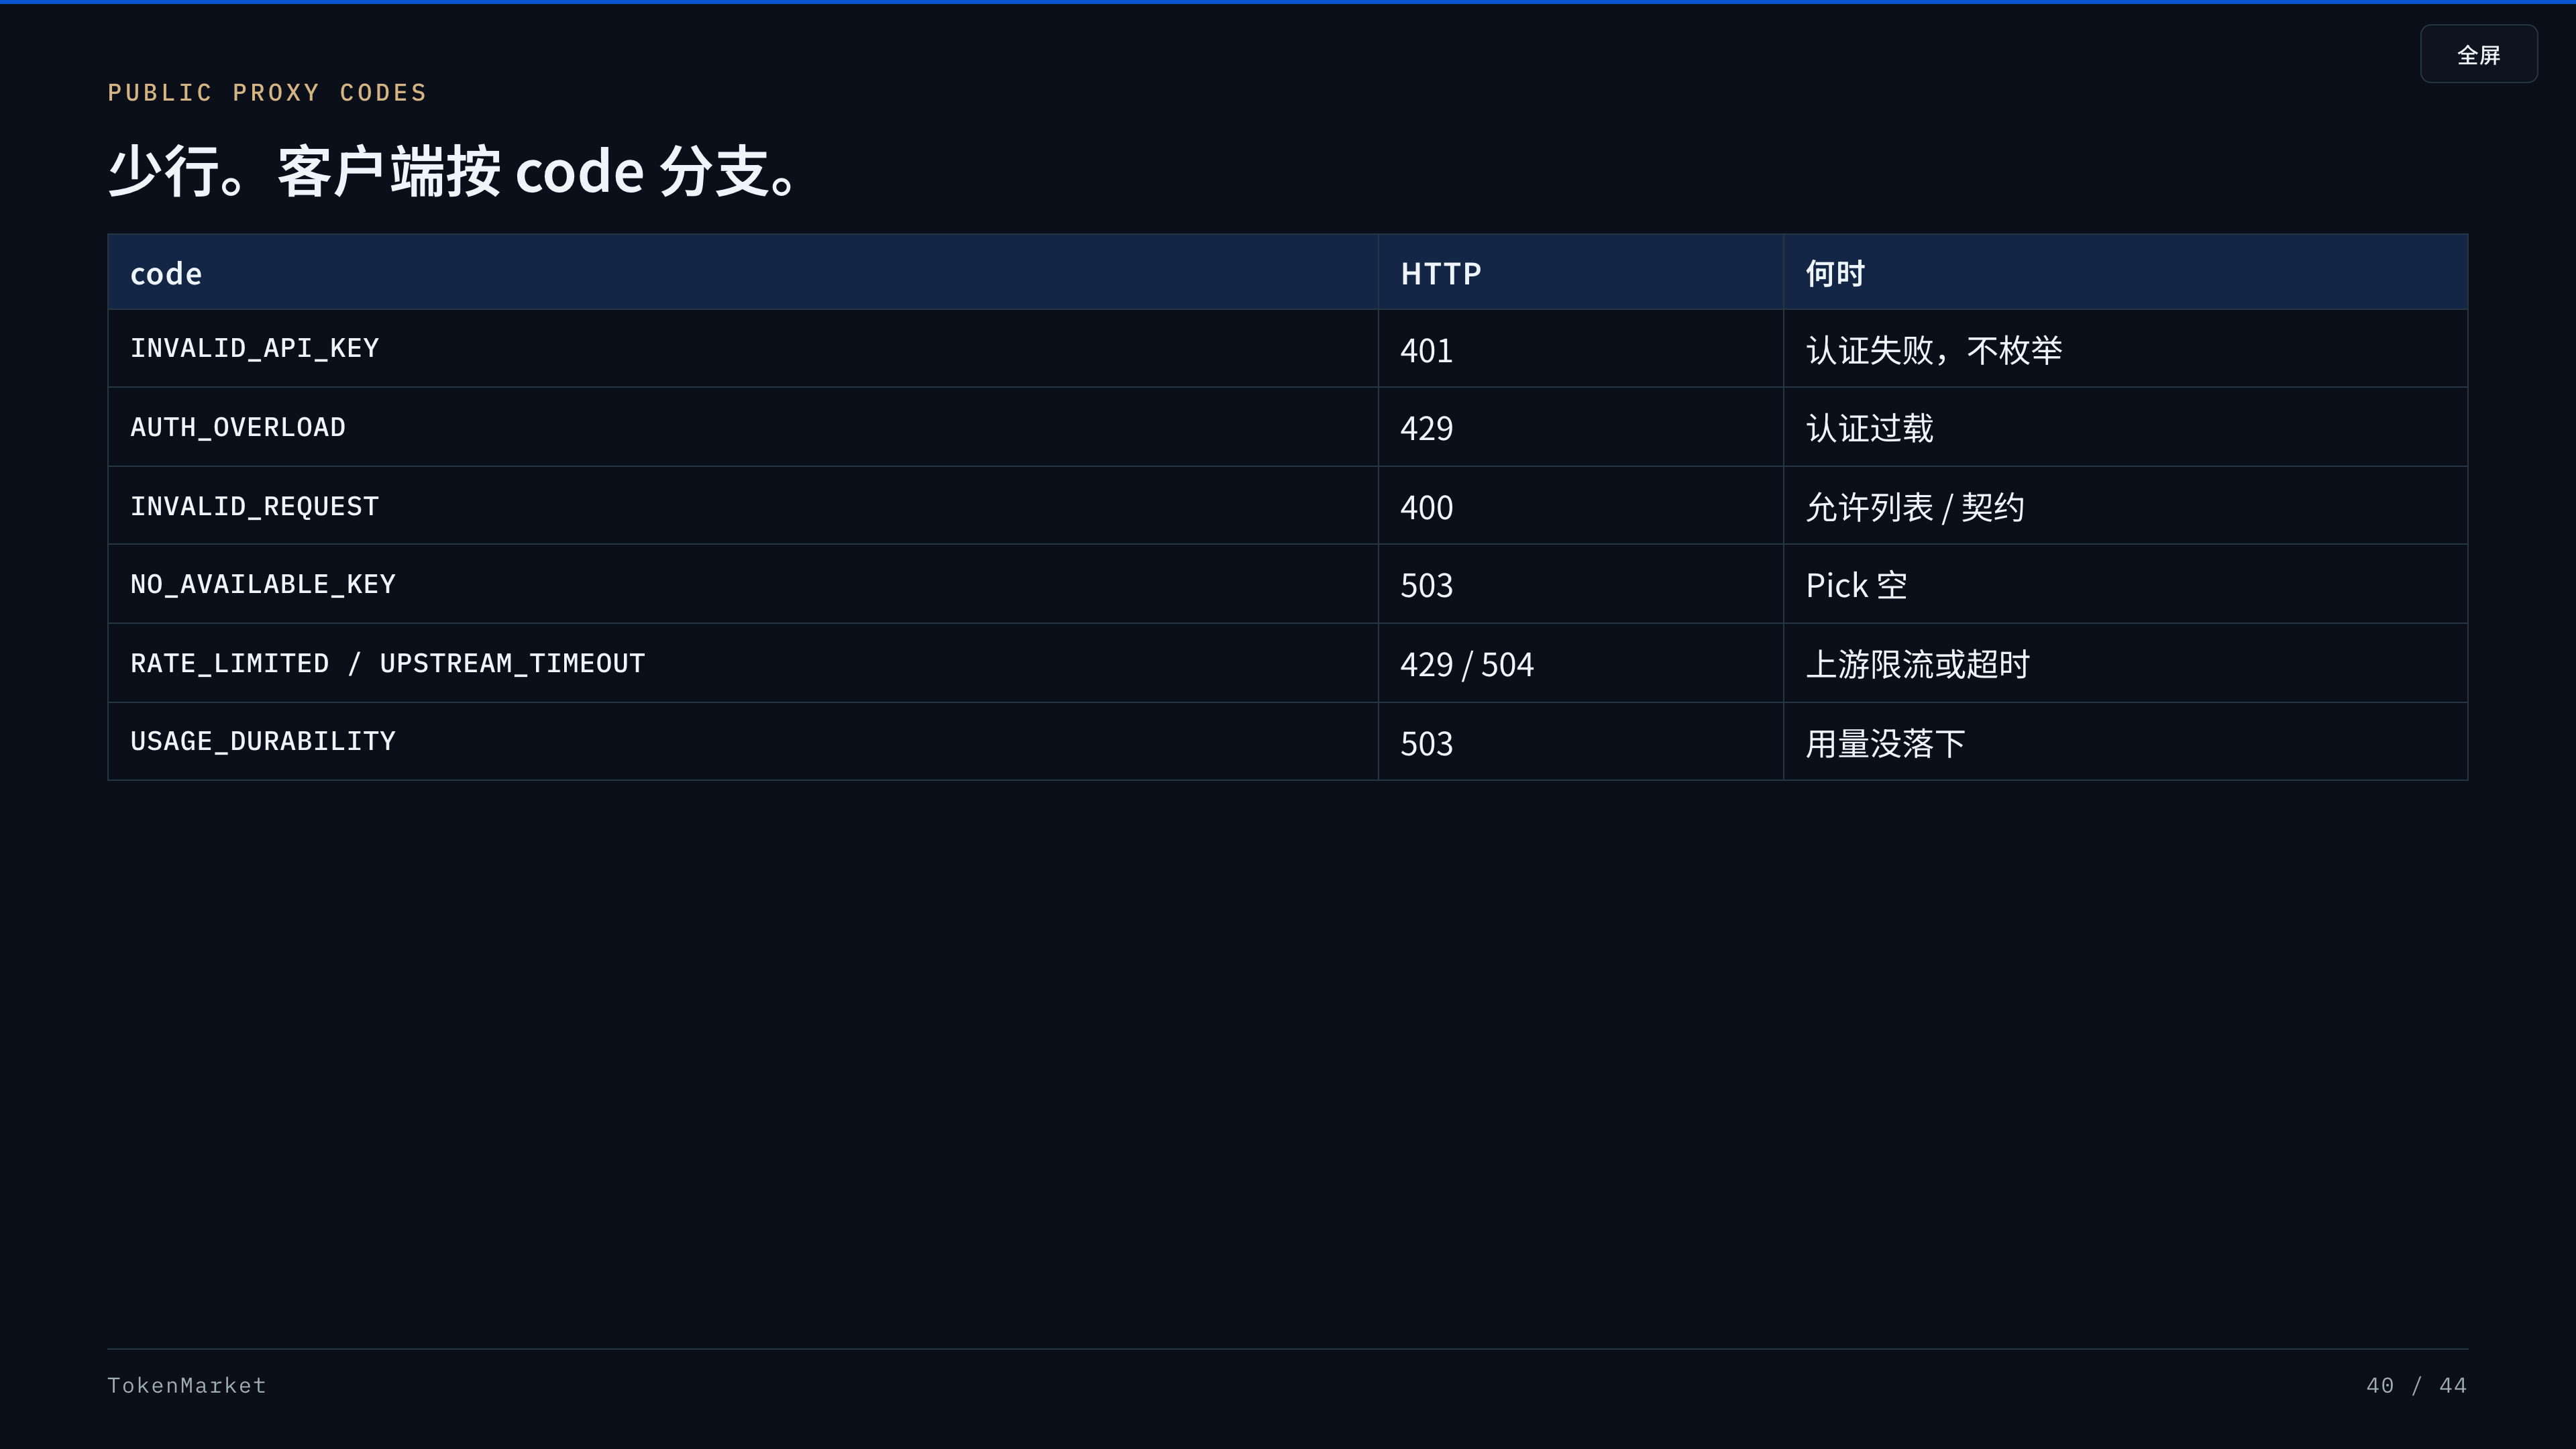 全屏
PUBLIC PROXY CODES
少行。客户端按 code 分支。
code HTTP 何时
INVALID_API_KEY 401 认证失败，不枚举
AUTH_OVERLOAD 429 认证过载
INVALID_REQUEST 400 允许列表 / 契约
NO_AVAILABLE_KEY 503 Pick 空
RATE_LIMITED / UPSTREAM_TIMEOUT 429 / 504 上游限流或超时
USAGE_DURABILITY 503 用量没落下
TokenMarket 40 / 44